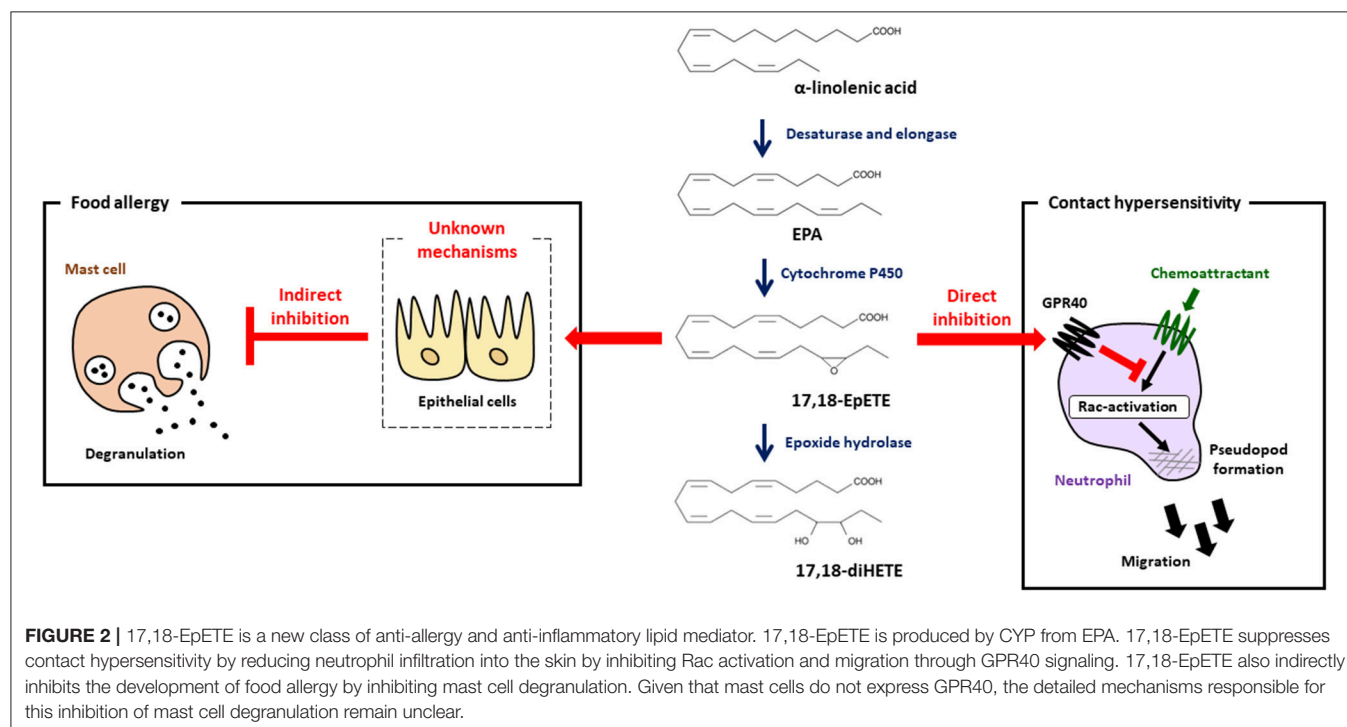 COOH
α-linolenic acid
Desaturase and elongase
COOH
EPA
Cytochrome P450
COOH
O
17,18-EpETE
Epoxide hydrolase
COOH
HO OH
17,18-diHETE
Food allergy
Unknown
mechanisms
Mast cell
Indirect
inhibition
Epithelial cells
Degranulation
Direct
inhibition
Contact hypersensitivity
Chemoattractant
GPR40
Rac-activation
Pseudopod
formation
Neutrophil
Migration
FIGURE 2 | 17,18-EpETE is a new class of anti-allergy and anti-inflammatory lipid mediator. 17,18-EpETE is produced by CYP from EPA. 17,18-EpETE suppresses
contact hypersensitivity by reducing neutrophil infiltration into the skin by inhibiting Rac activation and migration through GPR40 signaling. 17,18-EpETE also indirectly
inhibits the development of food allergy by inhibiting mast cell degranulation. Given that mast cells do not express GPR40, the detailed mechanisms responsible for
this inhibition of mast cell degranulation remain unclear.